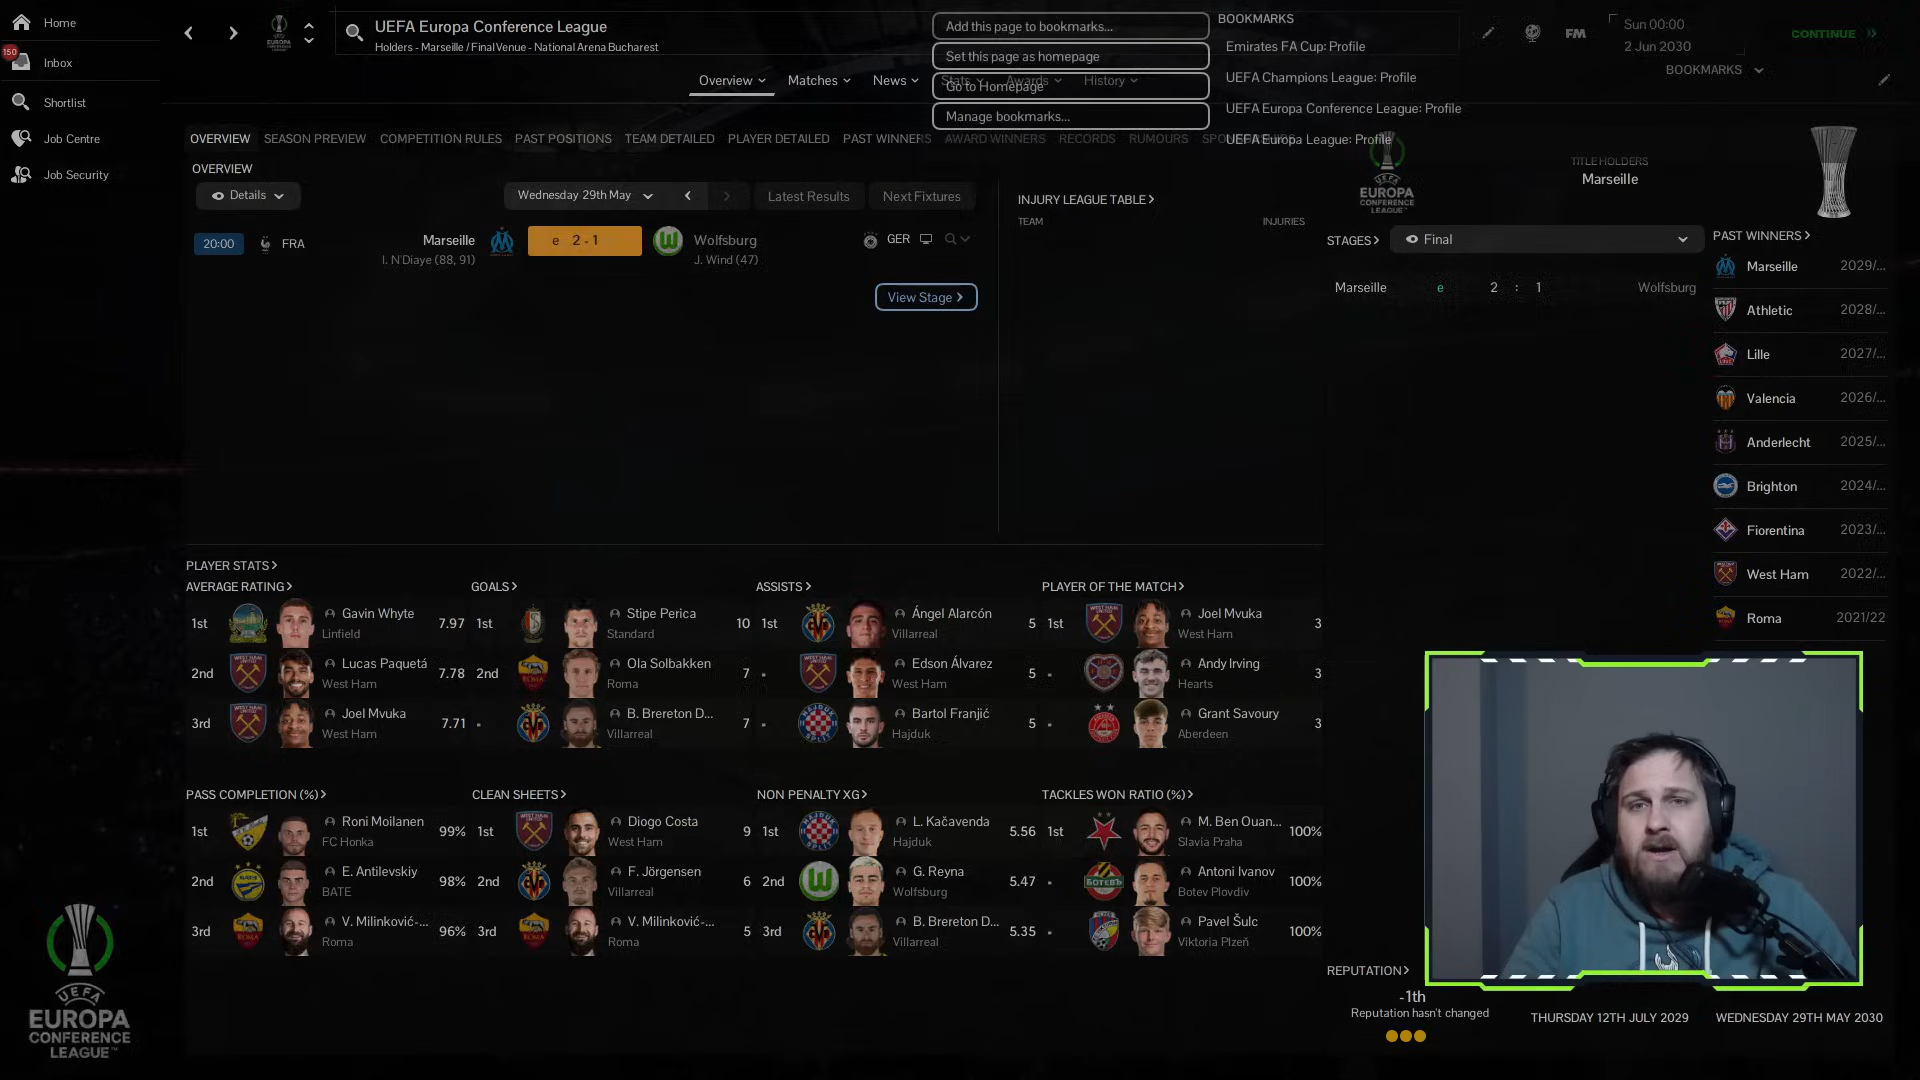 Home
150
Inbox
Shortlist
Job Centre
Job Security
UEFA Europa Conference League
Holders - Marseille / Final Venue - National Arena Bucharest
Add this page to bookmarks...
Set this page as homepage
Go to Homepage
Manage bookmarks...
BOOKMARKS
Emirates FA Cup: Profile
UEFA Champions League: Profile
UEFA Europa Conference League: Profile
UEFA Europa League: Profile
FM
Sun 00:00
2 Jun 2030
CONTINUE
BOOKMARKS
Overview Matches News Stats Awards History
OVERVIEW SEASON PREVIEW COMPETITION RULES PAST POSITIONS TEAM DETAILED PLAYER DETAILED PAST WINNERS AWARD WINNERS RECORDS RUMOURS
OVERVIEW
Details Wednesday 29th May Latest Results Next Fixtures
20:00 FRA Marseille e 2 - 1 Wolfsburg GER
I. N'Diaye (88, 91) J. Wind (47)
View Stage
INJURY LEAGUE TABLE
TEAM INJURIES
UEFA
EUROPA
CONFERENCE
LEAGUE
TITLE HOLDERS
Marseille
STAGES Final
Marseille e 2 : 1 Wolfsburg
PAST WINNERS
Marseille 2029/...
Athletic 2028/...
Lille 2027/...
Valencia 2026/...
Anderlecht 2025/...
Brighton 2024/...
Fiorentina 2023/...
West Ham 2022/...
Roma 2021/22
PLAYER STATS
AVERAGE RATING
1st Gavin Whyte 7.97
Linfield
2nd Lucas Paquetá 7.78
West Ham
3rd Joel Mvuka 7.71
West Ham
GOALS
1st Stipe Perica 10
Standard
2nd Ola Solbakken 7
Roma
- B. Brereton D... 7
Villarreal
ASSISTS
1st Ángel Alarcón 5
Villarreal
- Edson Álvarez 5
West Ham
- Bartol Franjić 5
Hajduk
PLAYER OF THE MATCH
1st Joel Mvuka 3
West Ham
- Andy Irving 3
Hearts
- Grant Savoury 3
Aberdeen
PASS COMPLETION (%)
1st Roni Moilanen 99%
FC Honka
2nd E. Antilevskiy 98%
BATE
3rd V. Milinković-... 96%
Roma
CLEAN SHEETS
1st Diogo Costa 9
West Ham
2nd F. Jörgensen 6
Villarreal
3rd V. Milinković-... 5
Roma
NON PENALTY XG
1st L. Kačavenda 5.56
Hajduk
2nd G. Reyna 5.47
Wolfsburg
3rd B. Brereton D... 5.35
Villarreal
TACKLES WON RATIO (%)
1st M. Ben Ouan... 100%
Slavia Praha
- Antoni Ivanov 100%
Botev Plovdiv
- Pavel Šulc 100%
Viktoria Plzeň
UEFA
EUROPA
CONFERENCE
LEAGUE
REPUTATION
-1th
Reputation hasn't changed
THURSDAY 12TH JULY 2029 WEDNESDAY 29TH MAY 2030